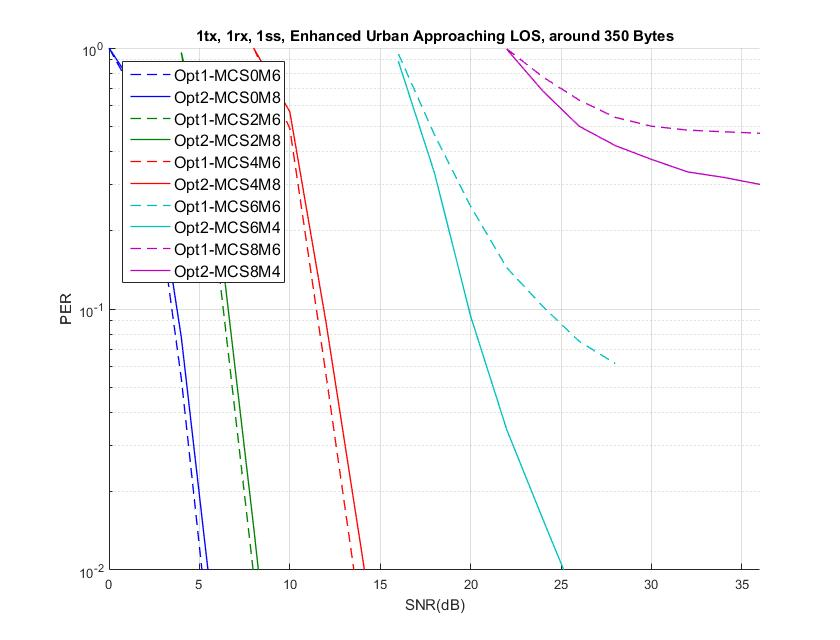 1tx, 1rx, 1ss, Enhanced Urban Approaching LOS, around 350 Bytes
10^0
Opt1-MCS0M6
Opt2-MCS0M8
Opt1-MCS2M6
Opt2-MCS2M8
Opt1-MCS4M6
Opt2-MCS4M8
Opt1-MCS6M6
Opt2-MCS6M4
Opt1-MCS8M6
Opt2-MCS8M4
PER
10^-1
10^-2
0 5 10 15 20 25 30 35
SNR(dB)